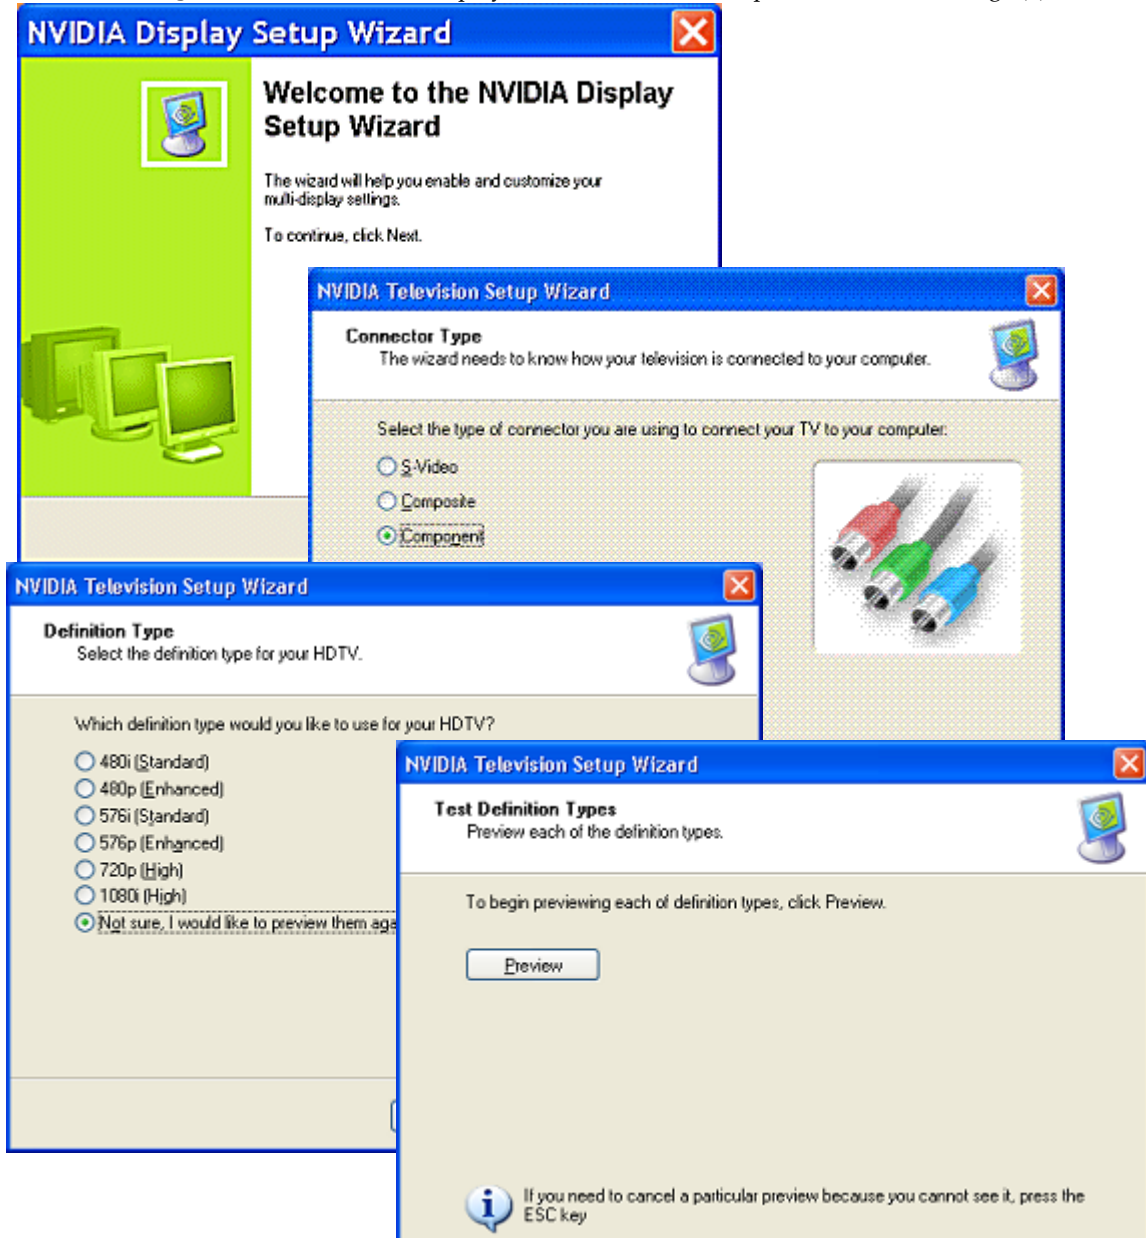 NVIDIA Display Setup Wizard
Welcome to the NVIDIA Display
Setup Wizard
The wizard will help you enable and customize your
multi-display settings.
To continue, click Next.
NVIDIA Television Setup Wizard
Connector Type
The wizard needs to know how your television is connected to your computer.
Select the type of connector you are using to connect your TV to your computer:
S-Video
Composite
Component
NVIDIA Television Setup Wizard
Definition Type
Select the definition type for your HDTV.
Which definition type would you like to use for your HDTV?
480i (Standard)
480p (Enhanced)
576i (Standard)
576p (Enhanced)
720p (High)
1080i (High)
Not sure, I would like to preview them aga
NVIDIA Television Setup Wizard
Test Definition Types
Preview each of the definition types.
To begin previewing each of definition types, click Preview.
Preview
If you need to cancel a particular preview because you cannot see it, press the
ESC key